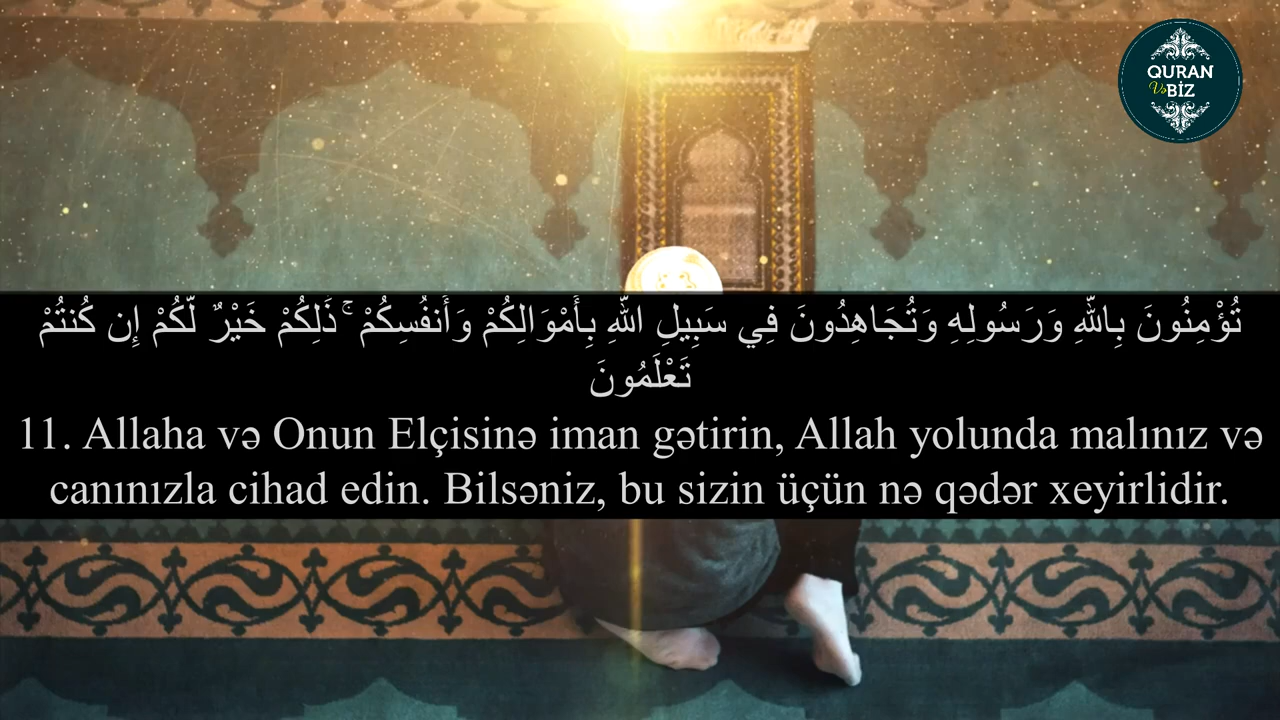 QURAN
Və BİZ
تُؤْمِنُونَ بِاللَّهِ وَرَسُولِهِ وَتُجَاهِدُونَ فِي سَبِيلِ اللَّهِ بِأَمْوَالِكُمْ وَأَنفُسِكُمْ ۚ ذَلِكُمْ خَيْرٌ لَّكُمْ إِن كُنتُمْ
تَعْلَمُونَ
11. Allaha və Onun Elçisinə iman gətirin, Allah yolunda malınız və
canınızla cihad edin. Bilsəniz, bu sizin üçün nə qədər xeyirlidir.